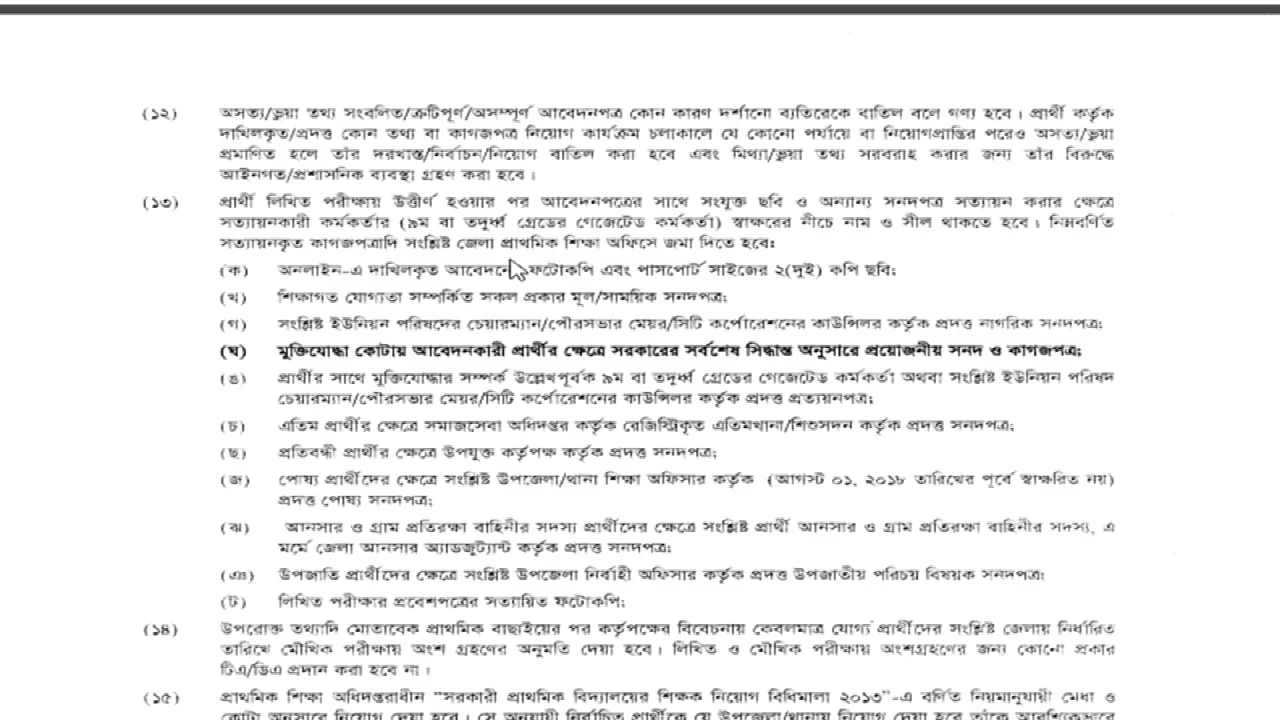 (১২) অসত্য/ভুয়া তথ্য সংবলিত/ত্রুটিপূর্ণ/অসম্পূর্ণ আবেদনপত্র কোন কারণ দর্শানো ব্যতিরেকে বাতিল বলে গণ্য হবে। প্রার্থী কর্তৃক
দাখিলকৃত/প্রদত্ত কোন তথ্য বা কাগজপত্র নিয়োগ কার্যক্রম চলাকালে যে কোনো পর্যায়ে বা নিয়োগপ্রাপ্তির পরেও অসত্য/ভুয়া
প্রমাণিত হলে তাঁর দরখাস্ত/নির্বাচন/নিয়োগ বাতিল করা হবে এবং মিথ্যা/ভুয়া তথ্য সরবরাহ করার জন্য তাঁর বিরুদ্ধে
আইনগত/প্রশাসনিক ব্যবস্থা গ্রহণ করা হবে।
(১৩) প্রার্থী লিখিত পরীক্ষায় উত্তীর্ণ হওয়ার পর আবেদনপত্রের সাথে সংযুক্ত ছবি ও অন্যান্য সনদপত্র সত্যায়ন করার ক্ষেত্রে
সত্যায়নকারী কর্মকর্তার (৯ম বা তদুর্ধ্ব গ্রেডের গেজেটেড কর্মকর্তা) স্বাক্ষরের নীচে নাম ও সীল থাকতে হবে। নিম্নবর্ণিত
সত্যায়নকৃত কাগজপত্রাদি সংশ্লিষ্ট জেলা প্রাথমিক শিক্ষা অফিসে জমা দিতে হবে:
(ক) অনলাইন-এ দাখিলকৃত ফটোকপি এবং পাসপোর্ট সাইজের ২(দুই) কপি ছবি;
(খ) শিক্ষাগত যোগ্যতা সম্পর্কিত সকল প্রকার মূল/সাময়িক সনদপত্র;
(গ) সংশ্লিষ্ট ইউনিয়ন পরিষদের চেয়ারম্যান/পৌরসভার মেয়র/সিটি কর্পোরেশনের কাউন্সিলর কর্তৃক প্রদত্ত নাগরিক সনদপত্র;
(ঘ) মুক্তিযোদ্ধা কোটায় আবেদনকারী প্রার্থীর ক্ষেত্রে সরকারের সর্বশেষ সিদ্ধান্ত অনুসারে প্রয়োজনীয় সনদ ও কাগজপত্র;
(ঙ) প্রার্থীর সাথে মুক্তিযোদ্ধার সম্পর্ক উল্লেখপূর্বক ৯ম বা তদুর্ধ্ব গ্রেডের গেজেটেড কর্মকর্তা অথবা সংশ্লিষ্ট ইউনিয়ন পরিষদ
চেয়ারম্যান/পৌরসভার মেয়র/সিটি কর্পোরেশনের কাউন্সিলর কর্তৃক প্রদত্ত প্রত্যয়নপত্র;
(চ) এতিম প্রার্থীর ক্ষেত্রে সমাজসেবা অধিদপ্তর কর্তৃক রেজিস্ট্রিকৃত এতিমখানা/শিশুসদন কর্তৃক প্রদত্ত সনদপত্র;
(ছ) প্রতিবন্ধী প্রার্থীর ক্ষেত্রে উপযুক্ত কর্তৃপক্ষ কর্তৃক প্রদত্ত সনদপত্র;
(জ) পোষ্য প্রার্থীদের ক্ষেত্রে সংশ্লিষ্ট উপজেলা/থানা শিক্ষা অফিসার কর্তৃক (আগস্ট ০১, ২০১৮ তারিখের পূর্বে স্বাক্ষরিত নয়)
প্রদত্ত পোষ্য সনদপত্র;
(ঝ) আনসার ও গ্রাম প্রতিরক্ষা বাহিনীর সদস্য প্রার্থীদের ক্ষেত্রে সংশ্লিষ্ট প্রার্থী আনসার ও গ্রাম প্রতিরক্ষা বাহিনীর সদস্য, এ
মর্মে জেলা আনসার অ্যাডজুট্যান্ট কর্তৃক প্রদত্ত সনদপত্র;
(ঞ) উপজাতি প্রার্থীদের ক্ষেত্রে সংশ্লিষ্ট উপজেলা নির্বাহী অফিসার কর্তৃক প্রদত্ত উপজাতীয় পরিচয় বিষয়ক সনদপত্র;
(ট) লিখিত পরীক্ষার প্রবেশপত্রের সত্যায়িত ফটোকপি;
(১৪) উপরোক্ত তথ্যাদি মোতাবেক প্রাথমিক বাছাইয়ের পর কর্তৃপক্ষের বিবেচনায় কেবলমাত্র যোগ্য প্রার্থীদের সংশ্লিষ্ট জেলায় নির্ধারিত
তারিখে মৌখিক পরীক্ষায় অংশ গ্রহণের অনুমতি দেয়া হবে। লিখিত ও মৌখিক পরীক্ষায় অংশগ্রহণের জন্য কোনো প্রকার
টিএ/ডিএ প্রদান করা হবে না।
(১৫) প্রাথমিক শিক্ষা অধিদপ্তরাধীন "সরকারী প্রাথমিক বিদ্যালয়ের শিক্ষক নিয়োগ বিধিমালা ২০১৩"-এ বর্ণিত নিয়মানুযায়ী মেধা ও
কোটা অনুসারে নিয়োগ দেয়া হবে। সে অনুযায়ী নির্বাচিত প্রার্থীকে যে উপজেলা/থানায় নিয়োগ দেয়া হবে তাঁকে